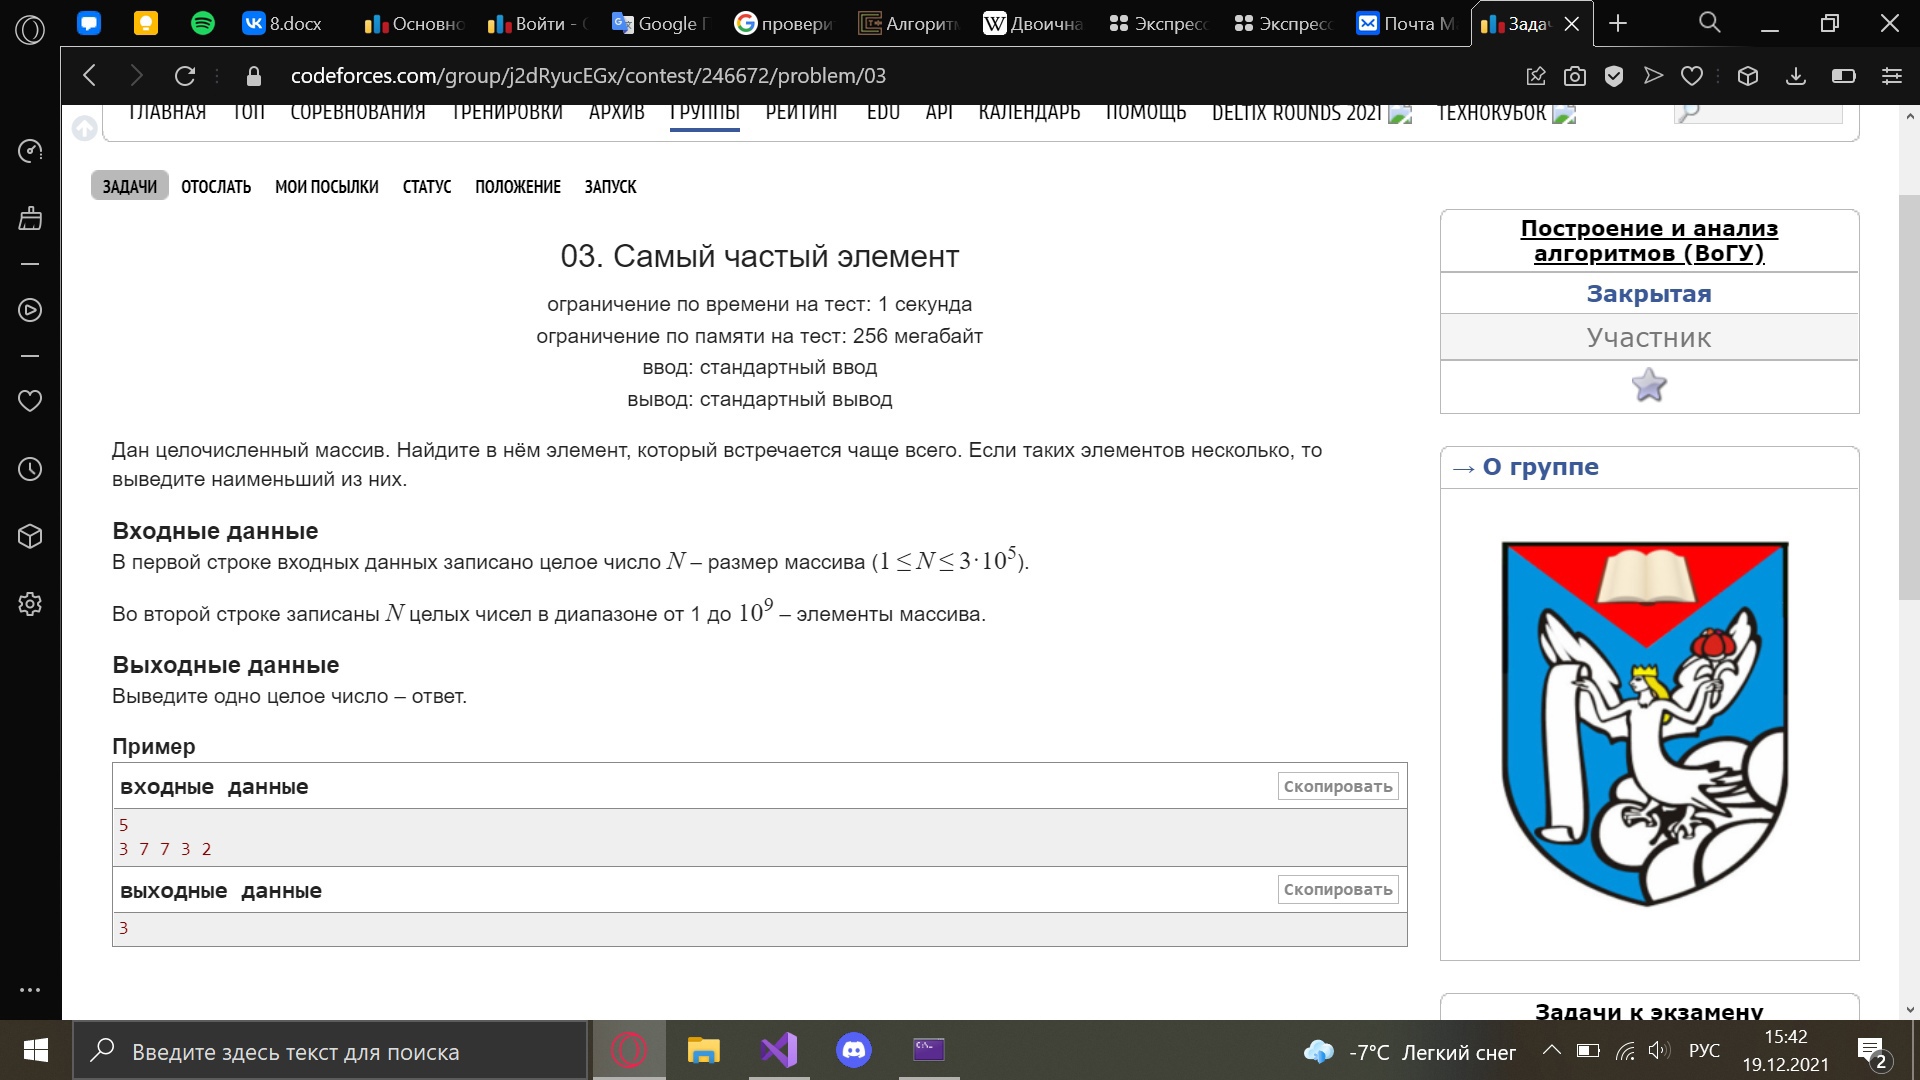 8.docx
Основно
Войти - С
Google П
провери
Алгоритм
Двоична
Экспресс
Экспресс
Почта M
Задач
codeforces.com/group/j2dRyucEGx/contest/246672/problem/03
ГЛАВНАЯ ТОП СОРЕВНОВАНИЯ ТРЕНИРОВКИ АРХИВ ГРУППЫ РЕЙТИНГ EDU API КАЛЕНДАРЬ ПОМОЩЬ DELTIX ROUNDS 2021 ТЕХНОКУБОК
ЗАДАЧИ ОТОСЛАТЬ МОИ ПОСЫЛКИ СТАТУС ПОЛОЖЕНИЕ ЗАПУСК
03. Самый частый элемент
ограничение по времени на тест: 1 секунда
ограничение по памяти на тест: 256 мегабайт
ввод: стандартный ввод
вывод: стандартный вывод
Дан целочисленный массив. Найдите в нём элемент, который встречается чаще всего. Если таких элементов несколько, то
выведите наименьший из них.
Входные данные
В первой строке входных данных записано целое число N – размер массива (1 ≤ N ≤ 3·10⁵).
Во второй строке записаны N целых чисел в диапазоне от 1 до 10⁹ – элементы массива.
Выходные данные
Выведите одно целое число – ответ.
Пример
входные данные
Скопировать
5
3 7 7 3 2
выходные данные
Скопировать
3
Построение и анализ
алгоритмов (ВоГУ)
Закрытая
Участник
→ О группе
Задачи к экзамену
Введите здесь текст для поиска
-7°C Легкий снег
РУС
15:42
19.12.2021
2